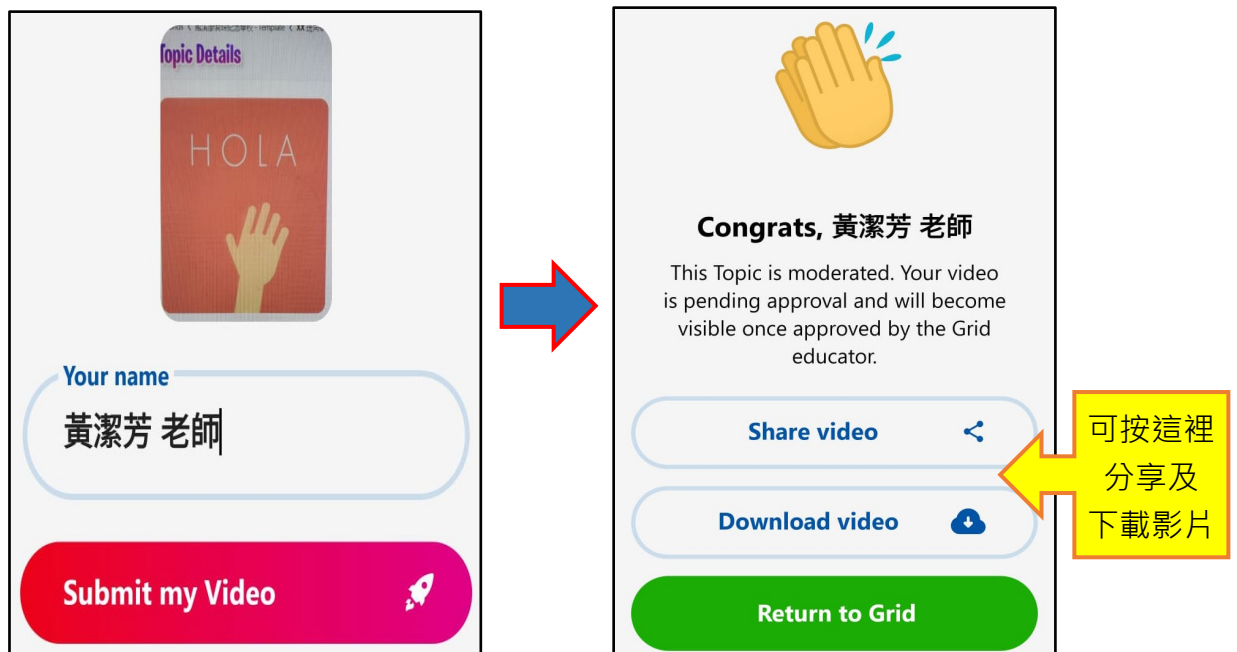 Topic Details
HOLA
Your name
黃潔芳 老師
Submit my Video
Congrats, 黃潔芳 老師
This Topic is moderated. Your video
is pending approval and will become
visible once approved by the Grid
educator.
Share video
Download video
Return to Grid
可按這裡
分享及
下載影片